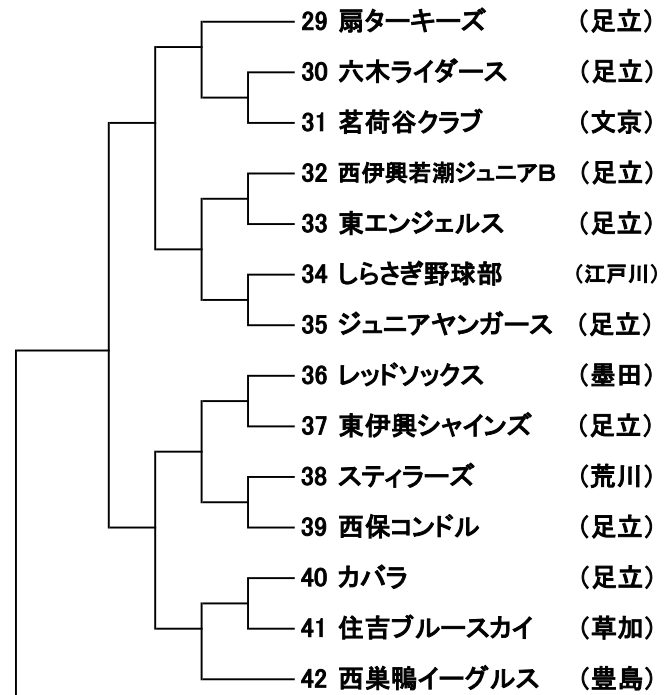 29 扇ターキーズ （足立）
30 六木ライダース （足立）
31 茗荷谷クラブ （文京）
32 西伊興若潮ジュニアB （足立）
33 東エンジェルス （足立）
34 しらさぎ野球部 （江戸川）
35 ジュニアヤンガース （足立）
36 レッドソックス （墨田）
37 東伊興シャインズ （足立）
38 スティラーズ （荒川）
39 西保コンドル （足立）
40 カバラ （足立）
41 住吉ブルースカイ （草加）
42 西巣鴨イーグルス （豊島）